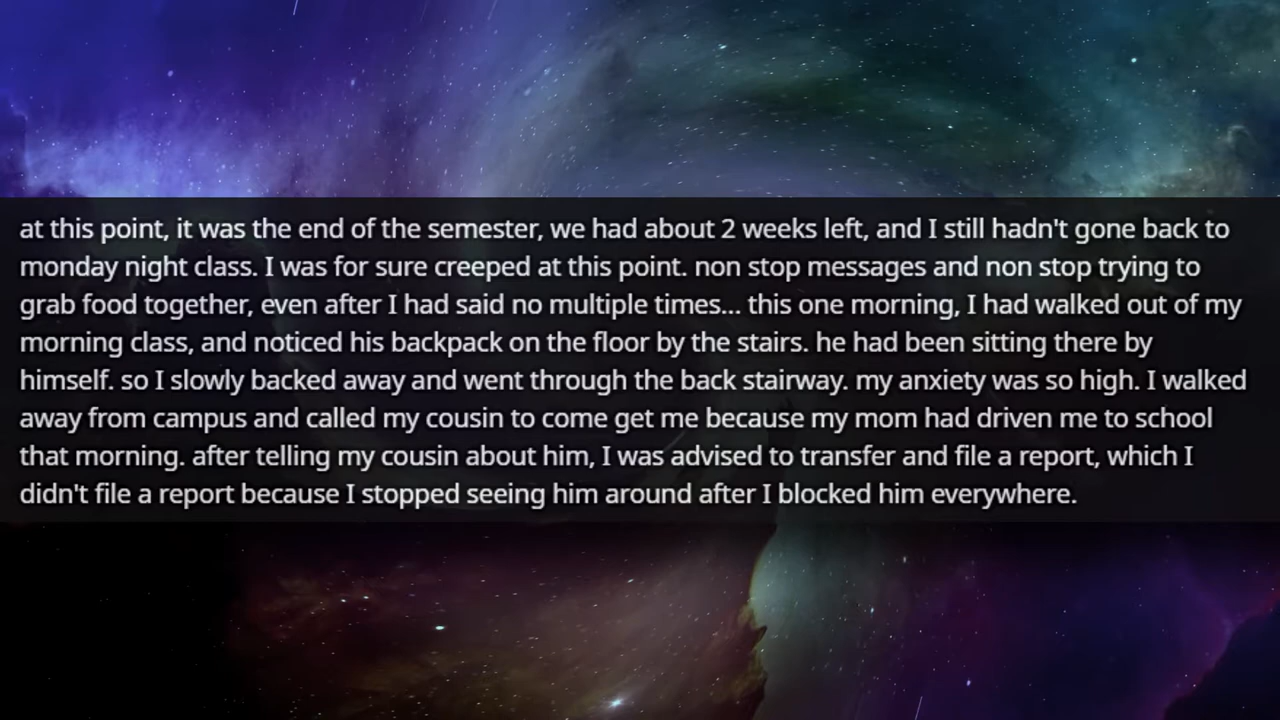 at this point, it was the end of the semester, we had about 2 weeks left, and I still hadn't gone back to
monday night class. I was for sure creeped at this point. non stop messages and non stop trying to
grab food together, even after I had said no multiple times... this one morning, I had walked out of my
morning class, and noticed his backpack on the floor by the stairs. he had been sitting there by
himself. so I slowly backed away and went through the back stairway. my anxiety was so high. I walked
away from campus and called my cousin to come get me because my mom had driven me to school
that morning. after telling my cousin about him, I was advised to transfer and file a report, which I
didn't file a report because I stopped seeing him around after I blocked him everywhere.